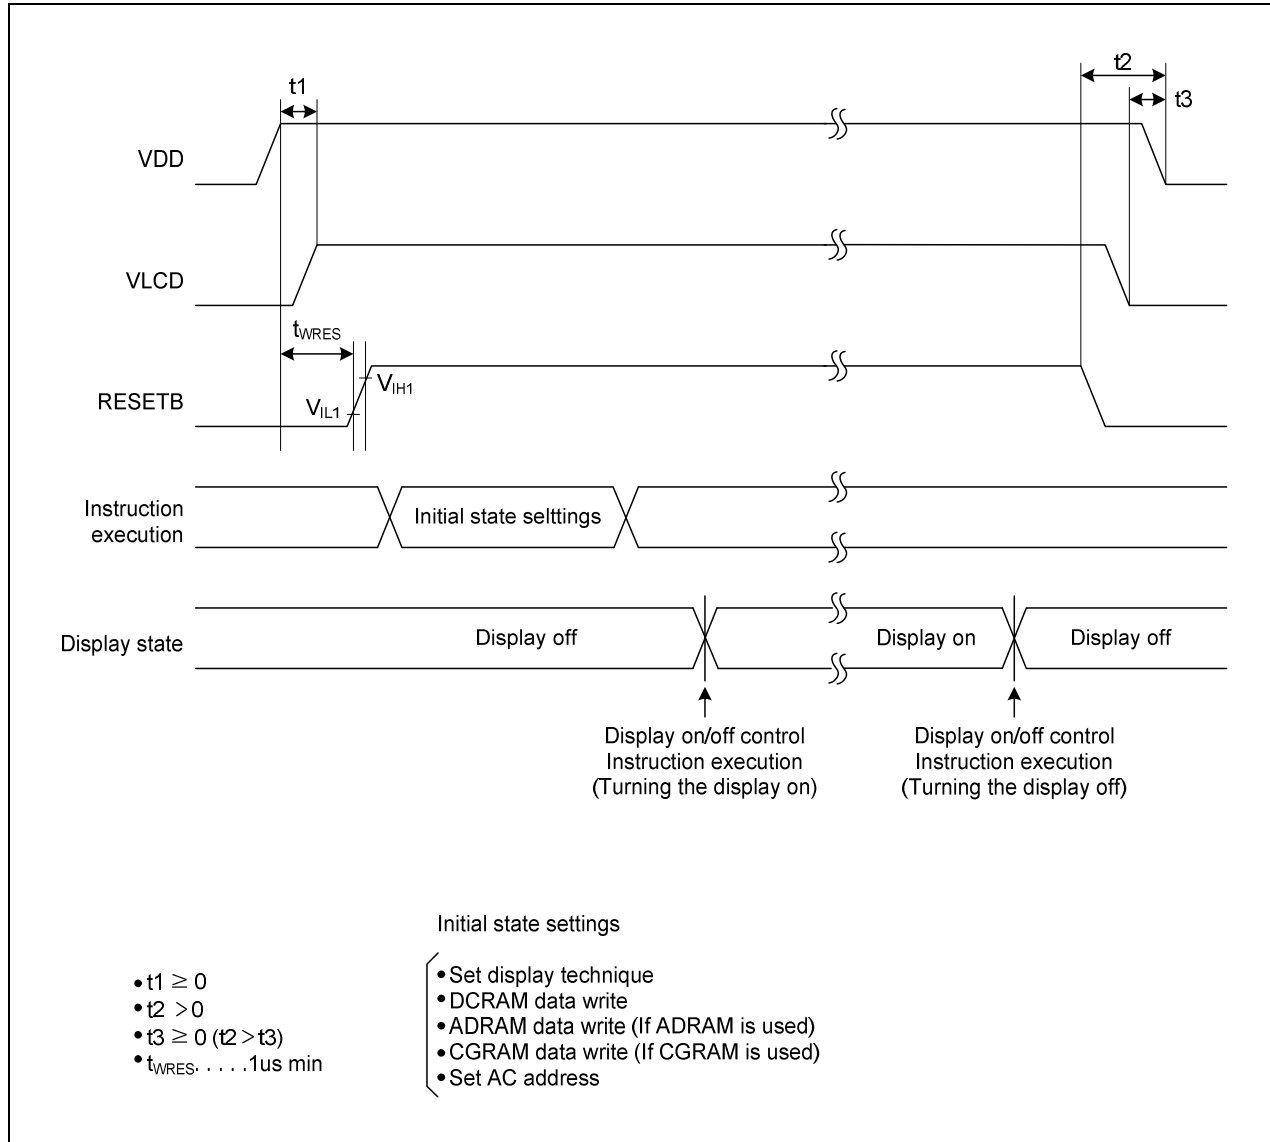 t2
t1
t3
VDD
VLCD
tWRES
VIH1
RESETB
VIL1
Instruction
execution
Initial state selttings
Display state
Display off
Display on
Display off
Display on/off control
Instruction execution
(Turning the display on)
Display on/off control
Instruction execution
(Turning the display off)
Initial state settings
•Set display technique
•DCRAM data write
•ADRAM data write (If ADRAM is used)
•CGRAM data write (If CGRAM is used)
•Set AC address
•t1 ≥ 0
•t2 >0
•t3 ≥ 0 (t2 > t3)
•tWRES. . . . .1us min